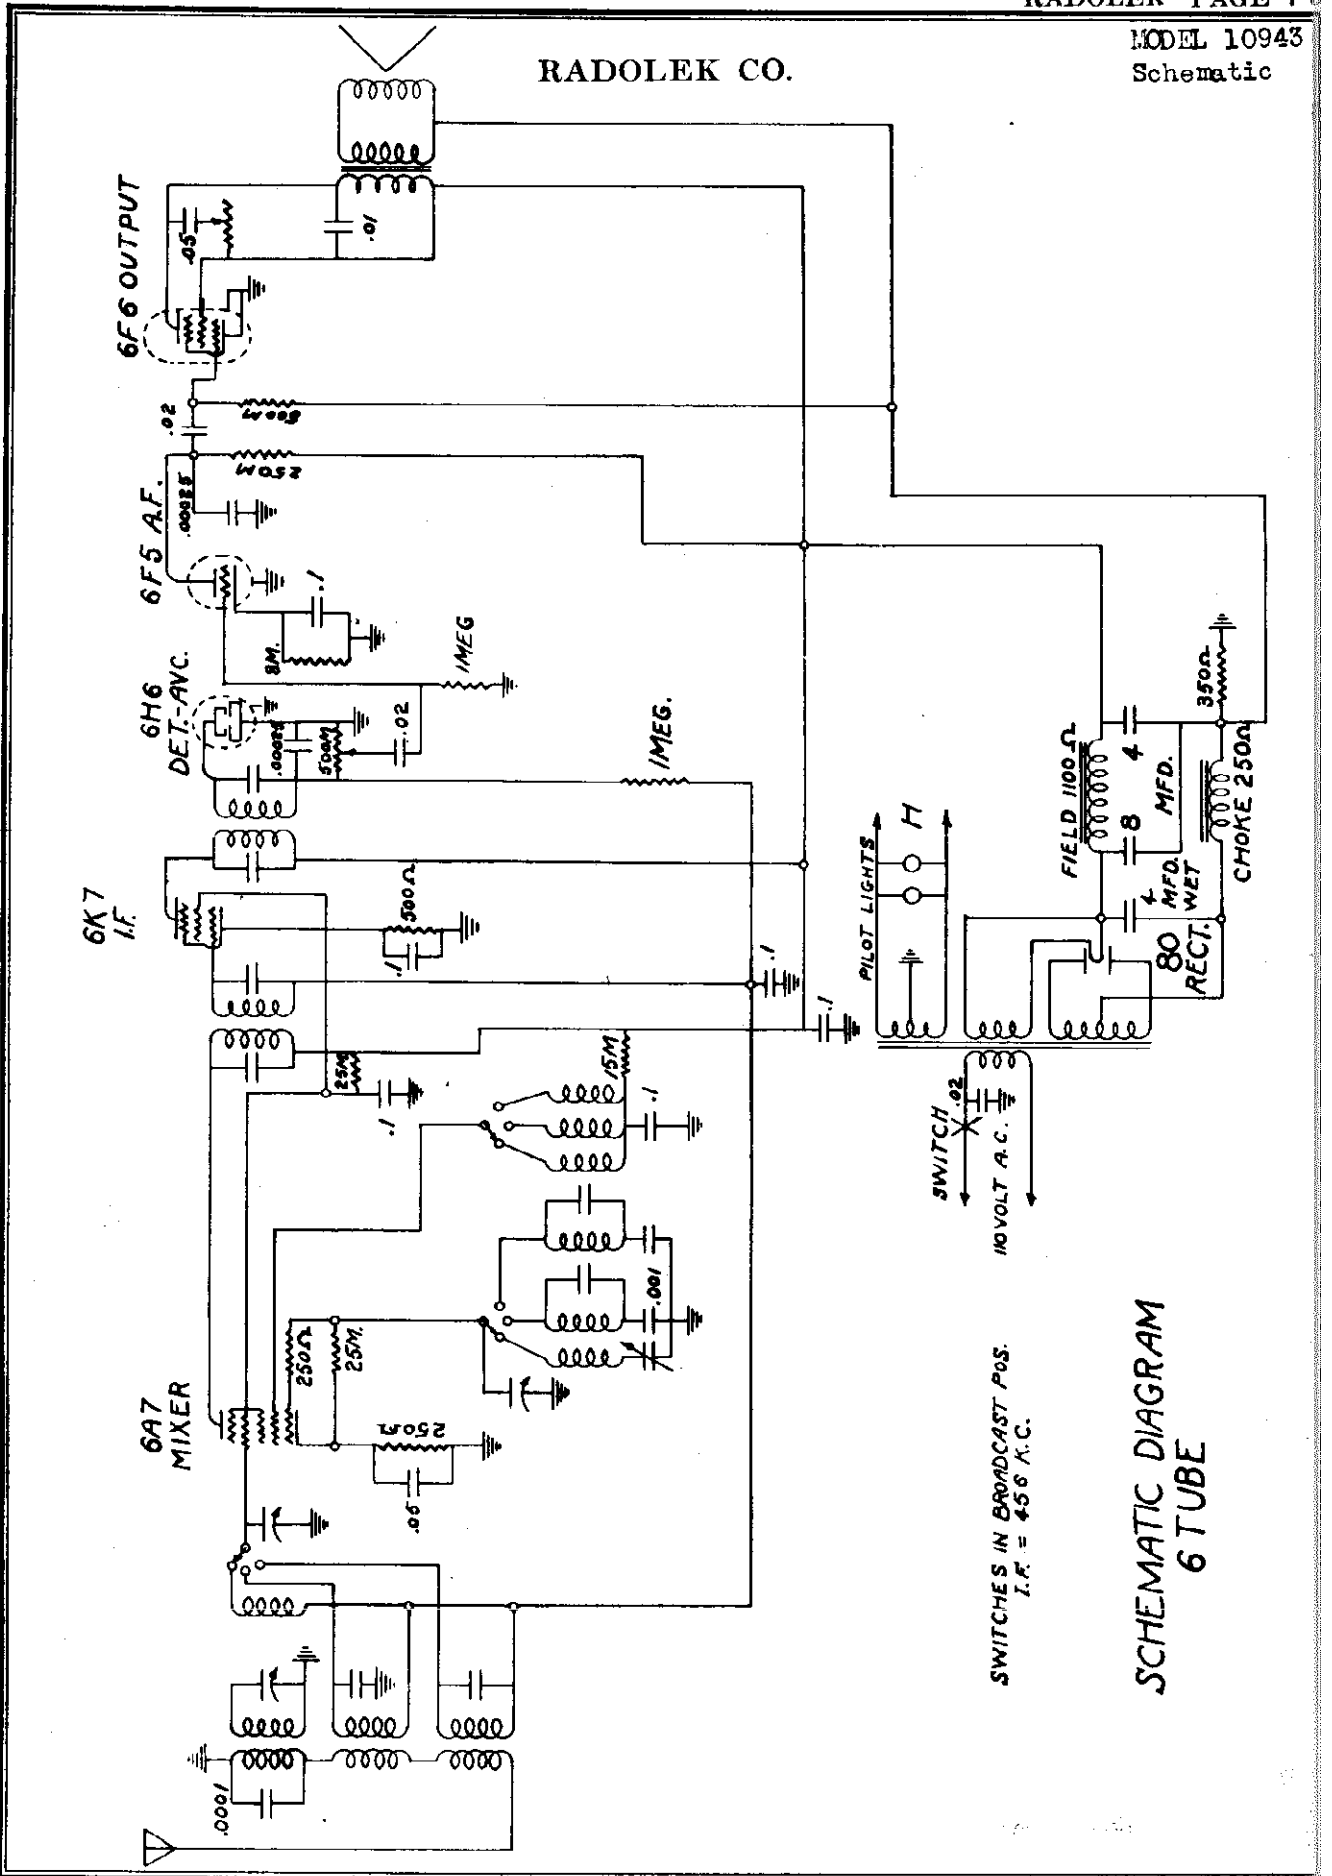 RADOLEK PAGE 7
MODEL 10943
Schematic
RADOLEK CO.
6F6 OUTPUT
.05
.01
.02
500M
250M
.00025
6F5 A.F.
.1
8M.
1MEG
6H6
DET.-AVC.
.00025
500M
.02
1MEG.
6K7
I.F.
500Ω
.1
.1
.1
25M
.1
15M
.1
6A7
MIXER
250Ω
25M.
250Ω
.05
.001
.0001
PILOT LIGHTS
H
FIELD 1100Ω
8
4
MFD.
4
MFD.
WET
350Ω
CHOKE 250Ω
80
RECT.
SWITCH
.02
110 VOLT A.C.
SWITCHES IN BROADCAST POS.
I.F. = 456 K.C.
SCHEMATIC DIAGRAM
6 TUBE